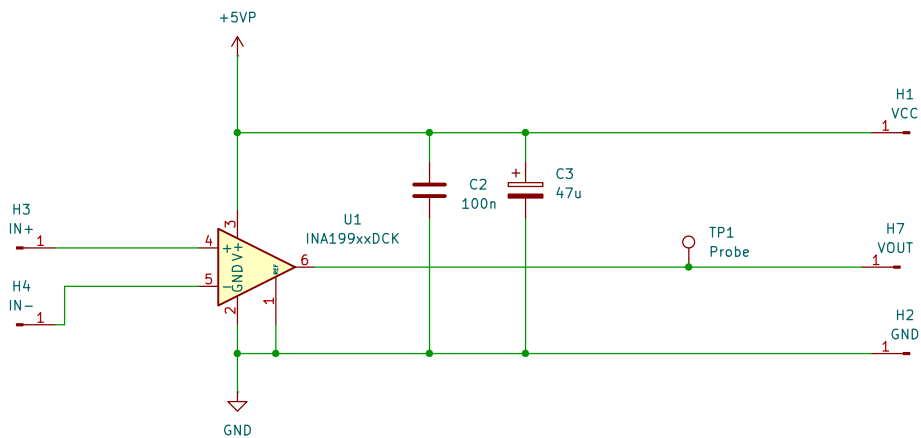 +5VP
H1
VCC
1
C2
100n
+
C3
47u
3
U1
INA199xxDCK
H3
IN+
1
4
+
V+
TP1
Probe
H7
VOUT
1
6
REF
H4
IN-
1
5
-
GND
2
1
H2
GND
1
GND